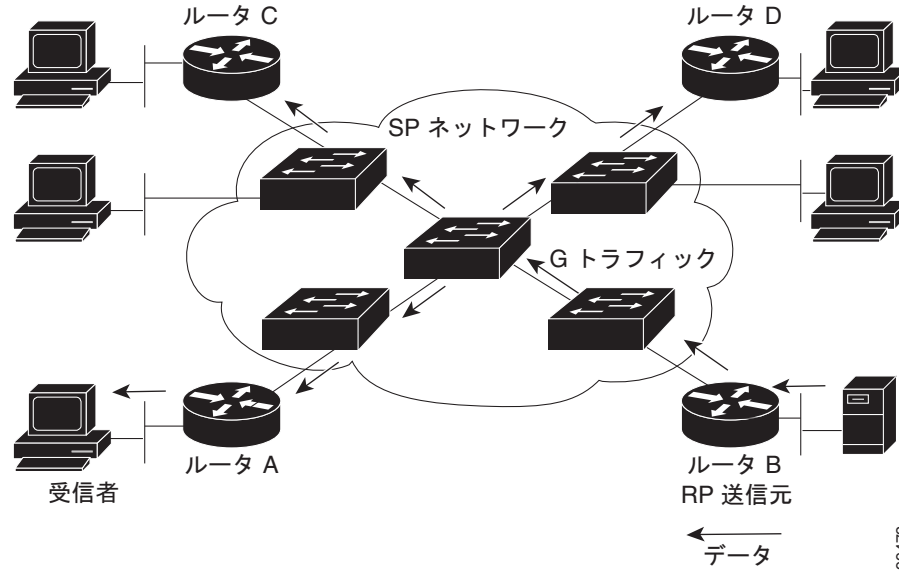 ルータ C
ルータ D
SP ネットワーク
G トラフィック
ルータ A
受信者
ルータ B
RP 送信元
データ